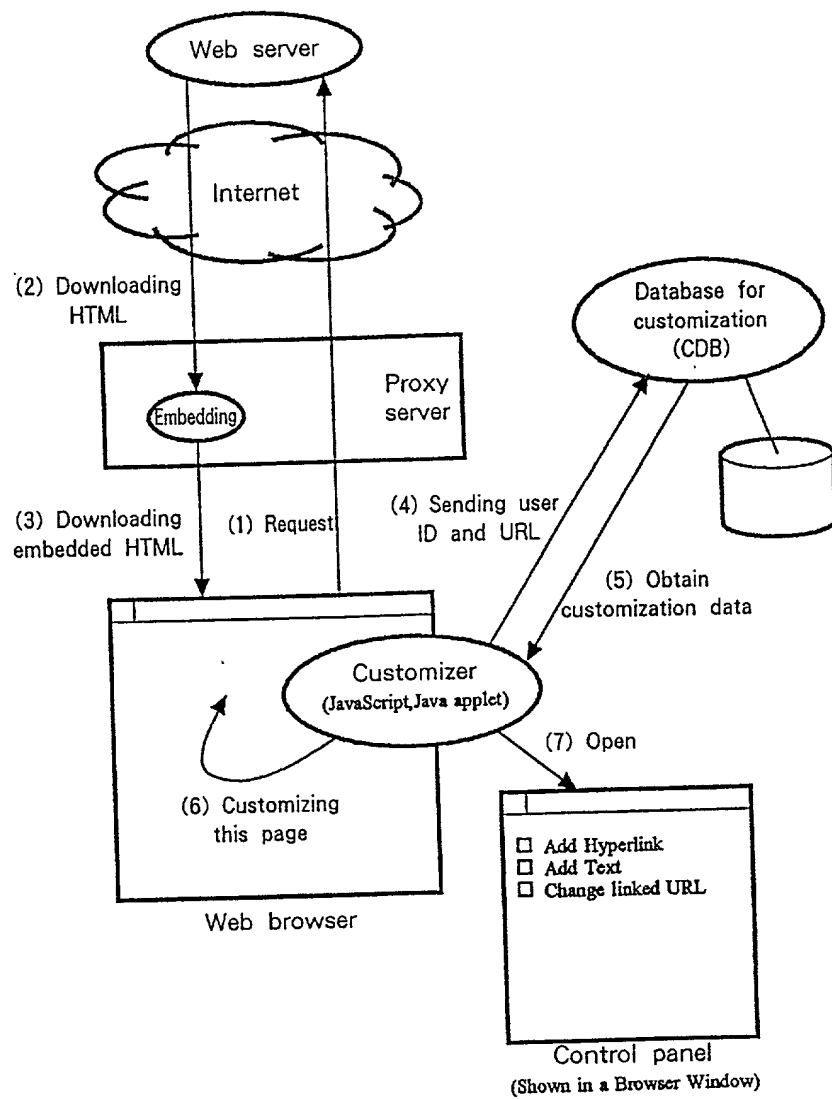 Web server
Internet
(2) Downloading
HTML
Database for
customization
(CDB)
Proxy
server
Embedding
(3) Downloading
embedded HTML
(1) Request
(4) Sending user
ID and URL
(5) Obtain
customization data
Customizer
(JavaScript,Java applet)
(7) Open
(6) Customizing
this page
Add Hyperlink
Add Text
Change linked URL
Web browser
Control panel
(Shown in a Browser Window)